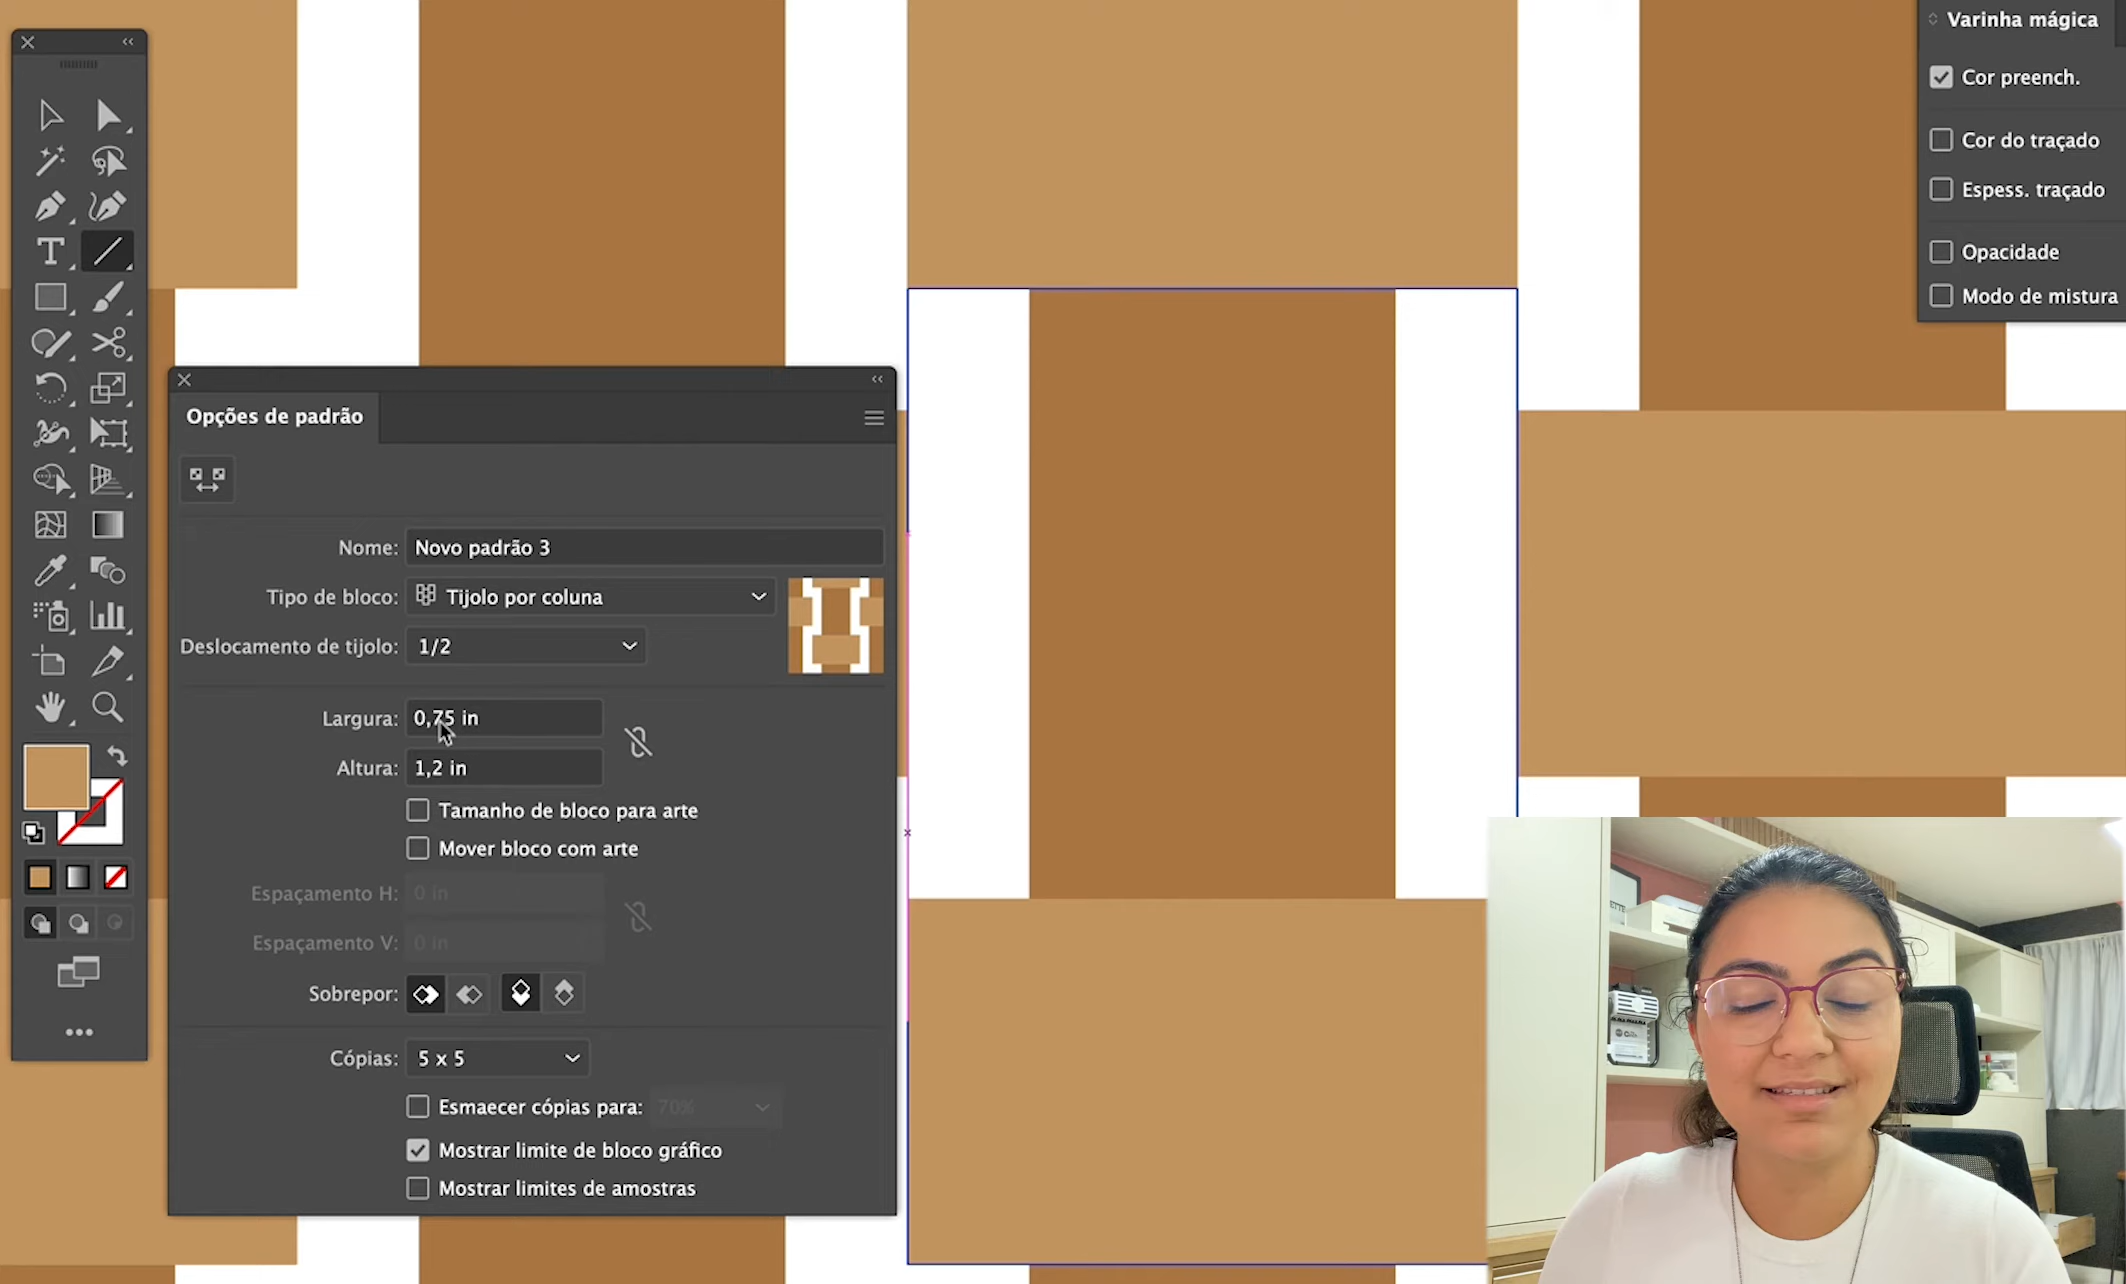 Varinha mágica
Cor preench.
Cor do traçado
Espess. traçado
Opacidade
Modo de mistura
T
Opções de padrão
Nome: Novo padrão 3
Tipo de bloco: Tijolo por coluna
Deslocamento de tijolo: 1/2
Largura: 0,75 in
Altura: 1,2 in
Tamanho de bloco para arte
Mover bloco com arte
Espaçamento H: 0 in
Espaçamento V: 0 in
Sobrepor:
Cópias: 5 x 5
Esmaecer cópias para: 70%
Mostrar limite de bloco gráfico
Mostrar limites de amostras